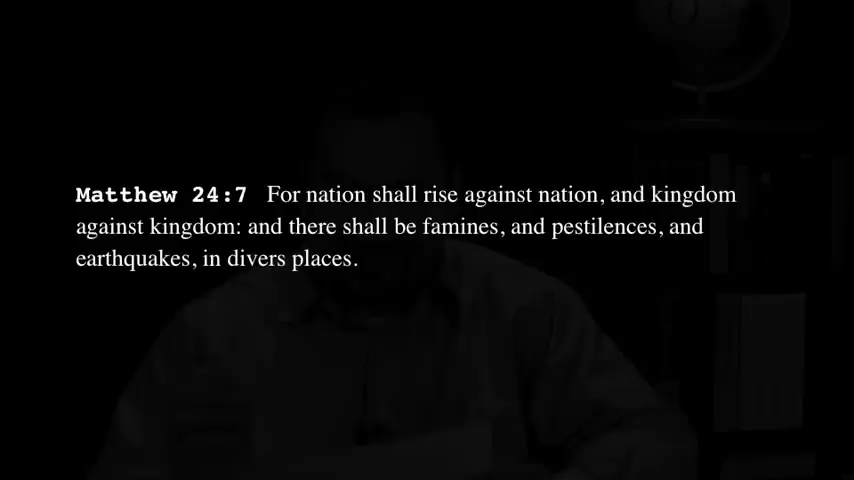 Matthew 24:7 For nation shall rise against nation, and kingdom
against kingdom: and there shall be famines, and pestilences, and
earthquakes, in divers places.